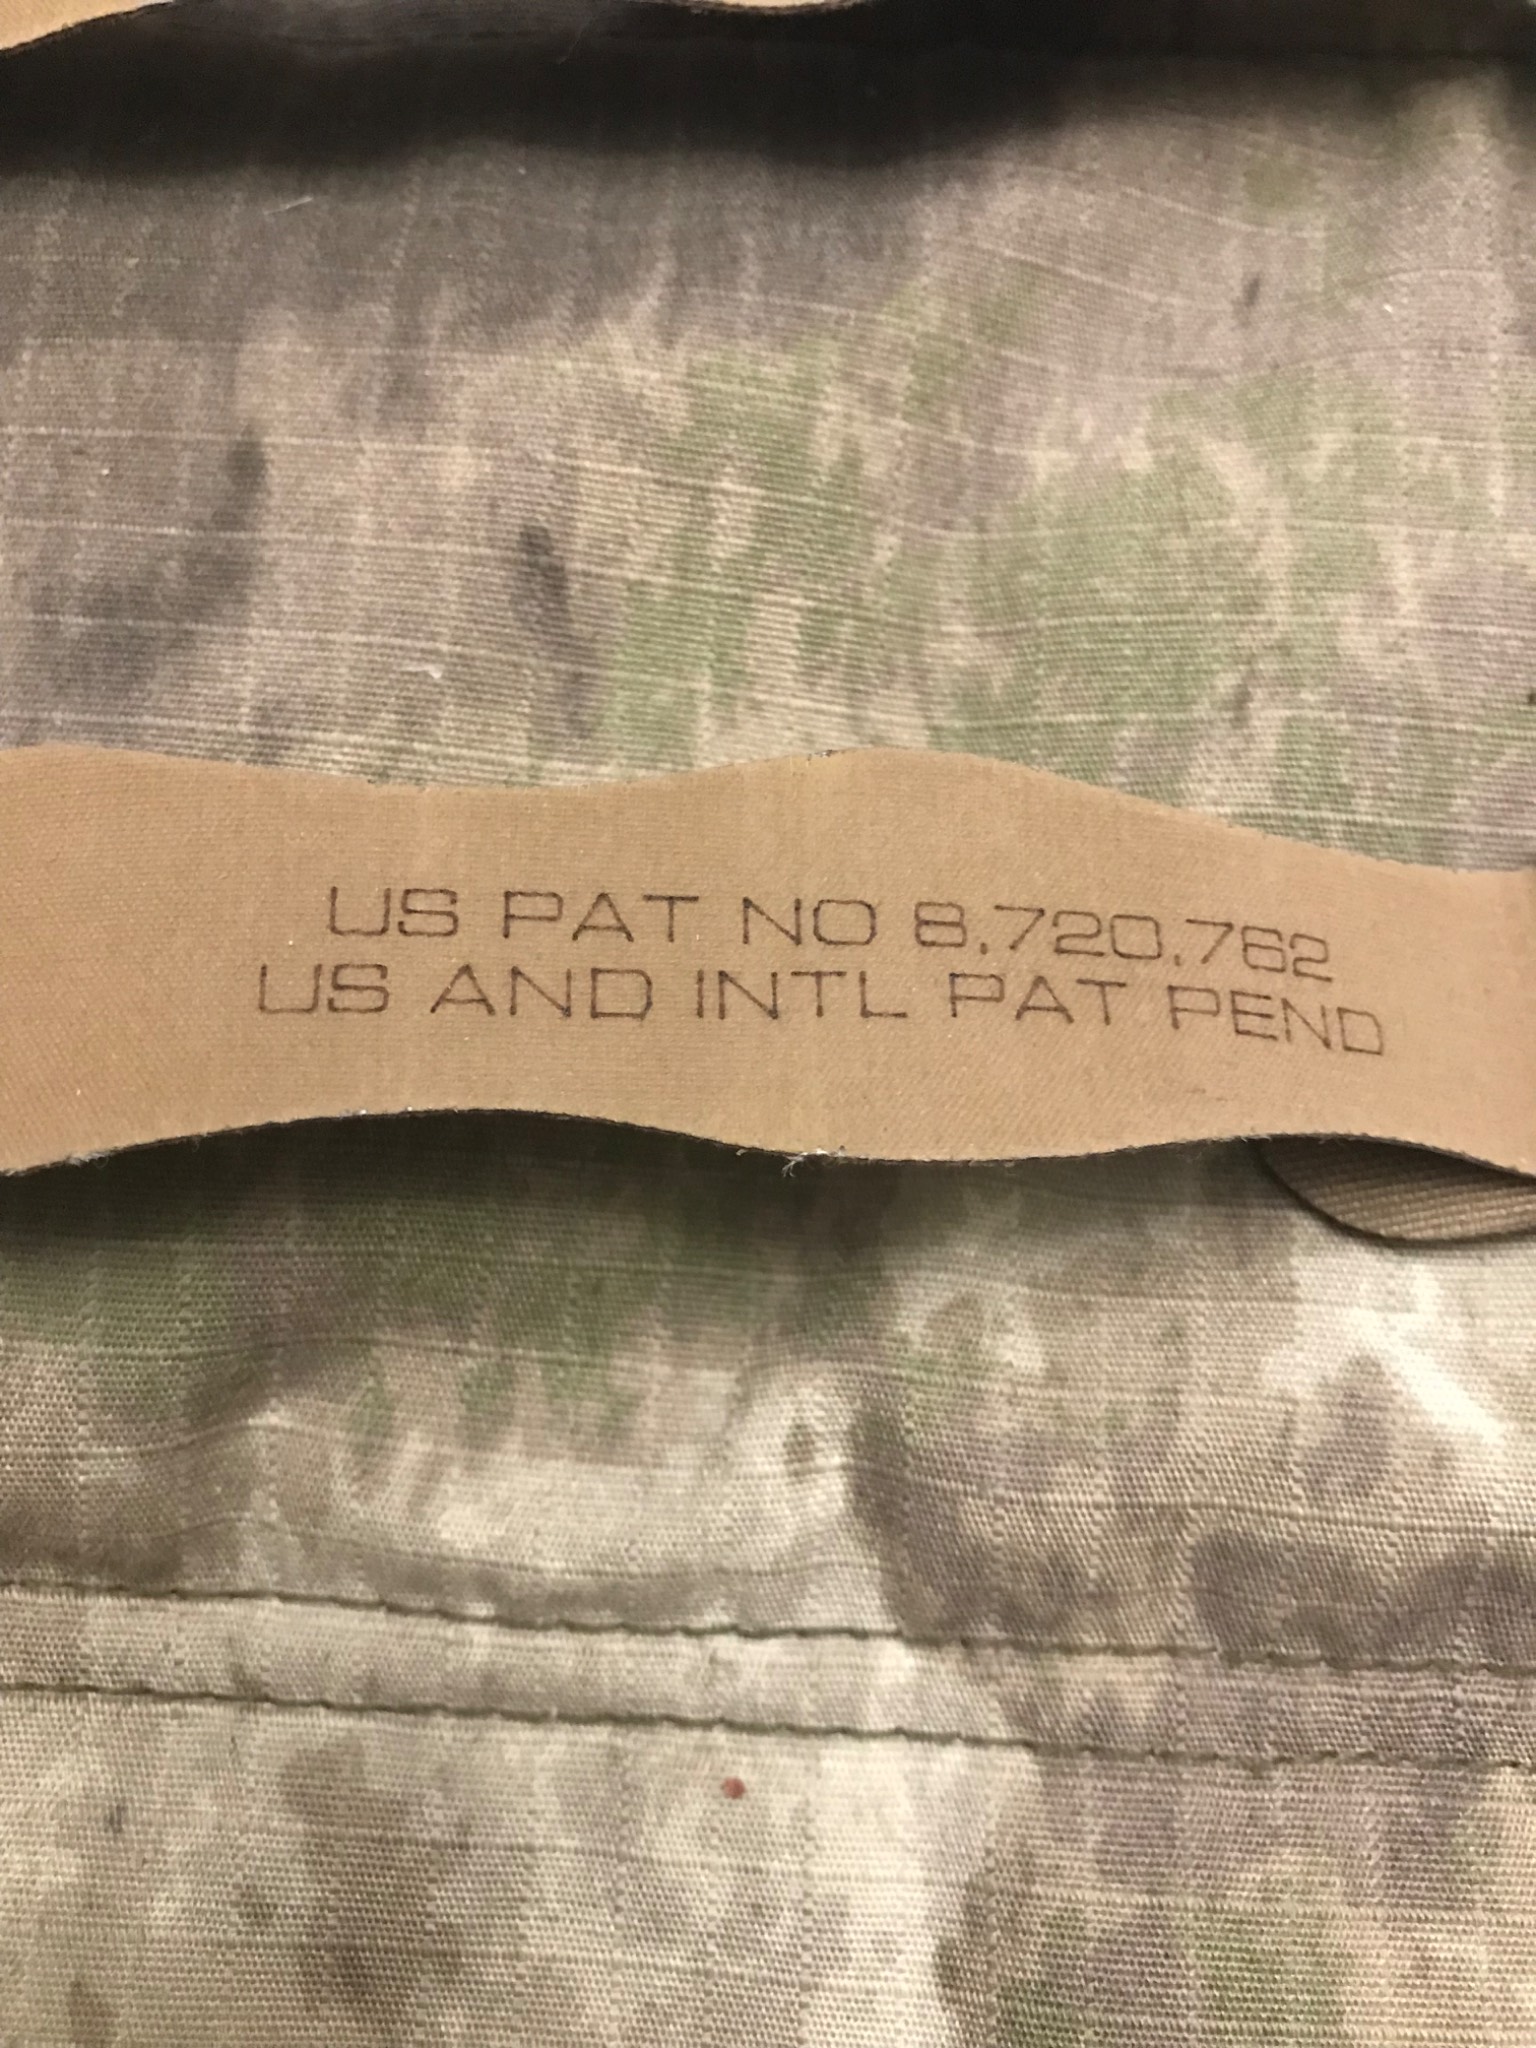 US PAT NO 8,720,762
US AND INTL PAT PEND